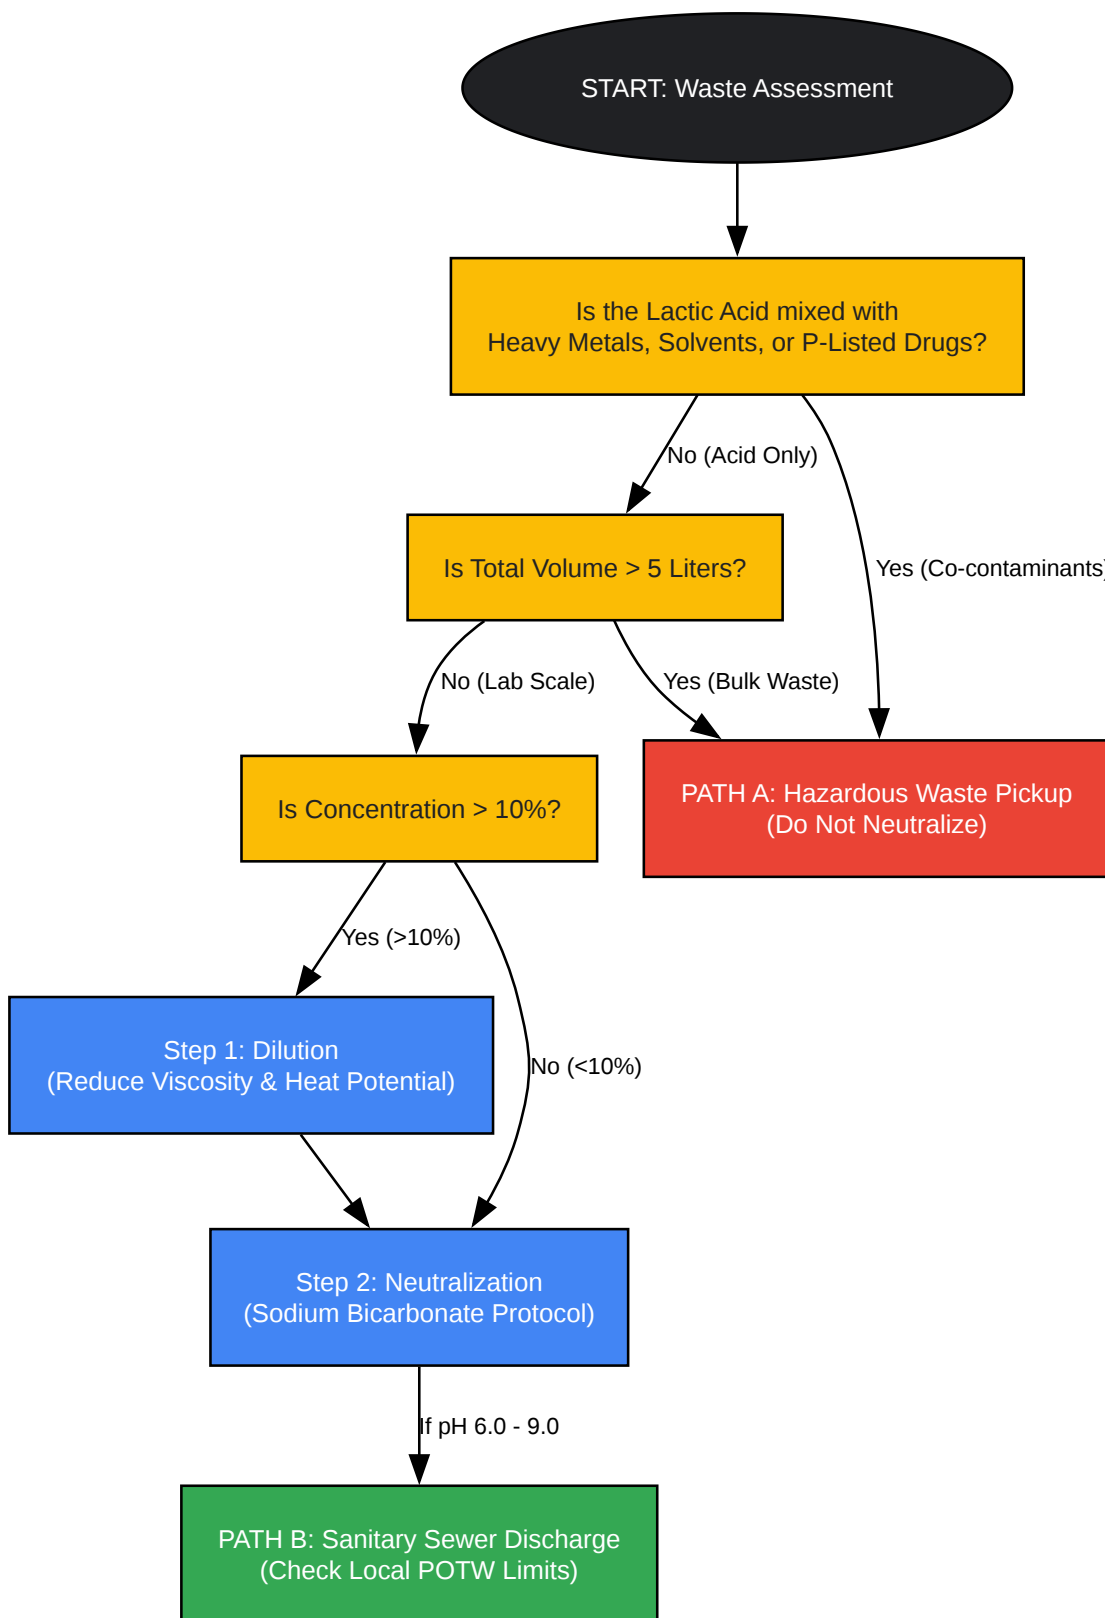 START: Waste Assessment
Is the Lactic Acid mixed with
Heavy Metals, Solvents, or P-Listed Drugs?
No (Acid Only)
Is Total Volume > 5 Liters?
Yes (Co-contaminants)
No (Lab Scale)
Yes (Bulk Waste)
PATH A: Hazardous Waste Pickup
(Do Not Neutralize)
Is Concentration > 10%?
Yes (>10%)
Step 1: Dilution
(Reduce Viscosity & Heat Potential)
No (<10%)
Step 2: Neutralization
(Sodium Bicarbonate Protocol)
If pH 6.0 - 9.0
PATH B: Sanitary Sewer Discharge
(Check Local POTW Limits)